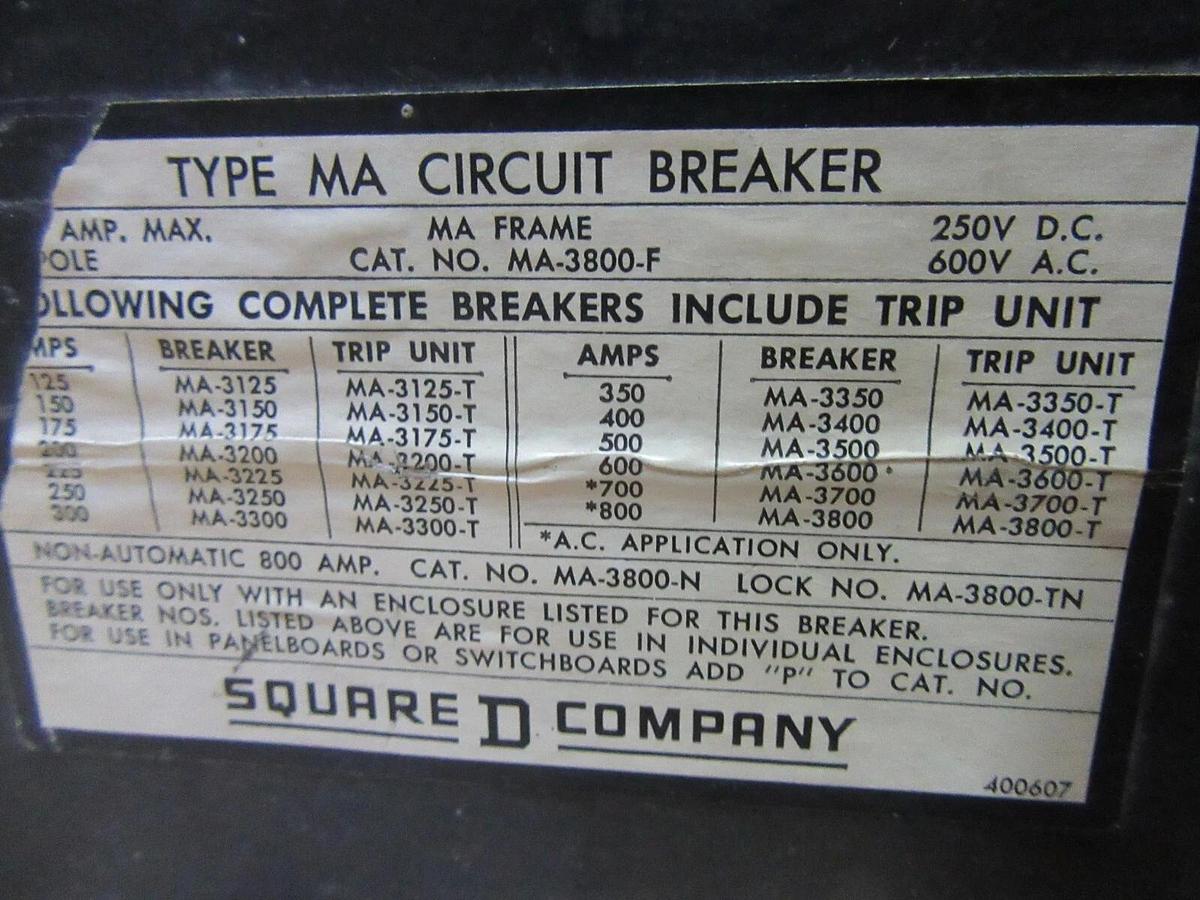 TYPE MA CIRCUIT BREAKER
AMP. MAX. MA FRAME 250V D.C.
POLE CAT. NO. MA-3800-F 600V A.C.
OLLOWING COMPLETE BREAKERS INCLUDE TRIP UNIT
MPS BREAKER TRIP UNIT AMPS BREAKER TRIP UNIT
125 MA-3125 MA-3125-T 350 MA-3350 MA-3350-T
150 MA-3150 MA-3150-T 400 MA-3400 MA-3400-T
175 MA-3175 MA-3175-T 500 MA-3500 MA-3500-T
200 MA-3200 MA-3200-T 600 MA-3600 MA-3600-T
225 MA-3225 MA-3225-T *700 MA-3700 MA-3700-T
250 MA-3250 MA-3250-T *800 MA-3800 MA-3800-T
300 MA-3300 MA-3300-T *A.C. APPLICATION ONLY.
NON-AUTOMATIC 800 AMP. CAT. NO. MA-3800-N LOCK NO. MA-3800-TN
FOR USE ONLY WITH AN ENCLOSURE LISTED FOR THIS BREAKER.
BREAKER NOS. LISTED ABOVE ARE FOR USE IN INDIVIDUAL ENCLOSURES.
FOR USE IN PANELBOARDS OR SWITCHBOARDS ADD "P" TO CAT. NO.
SQUARE D COMPANY
400607